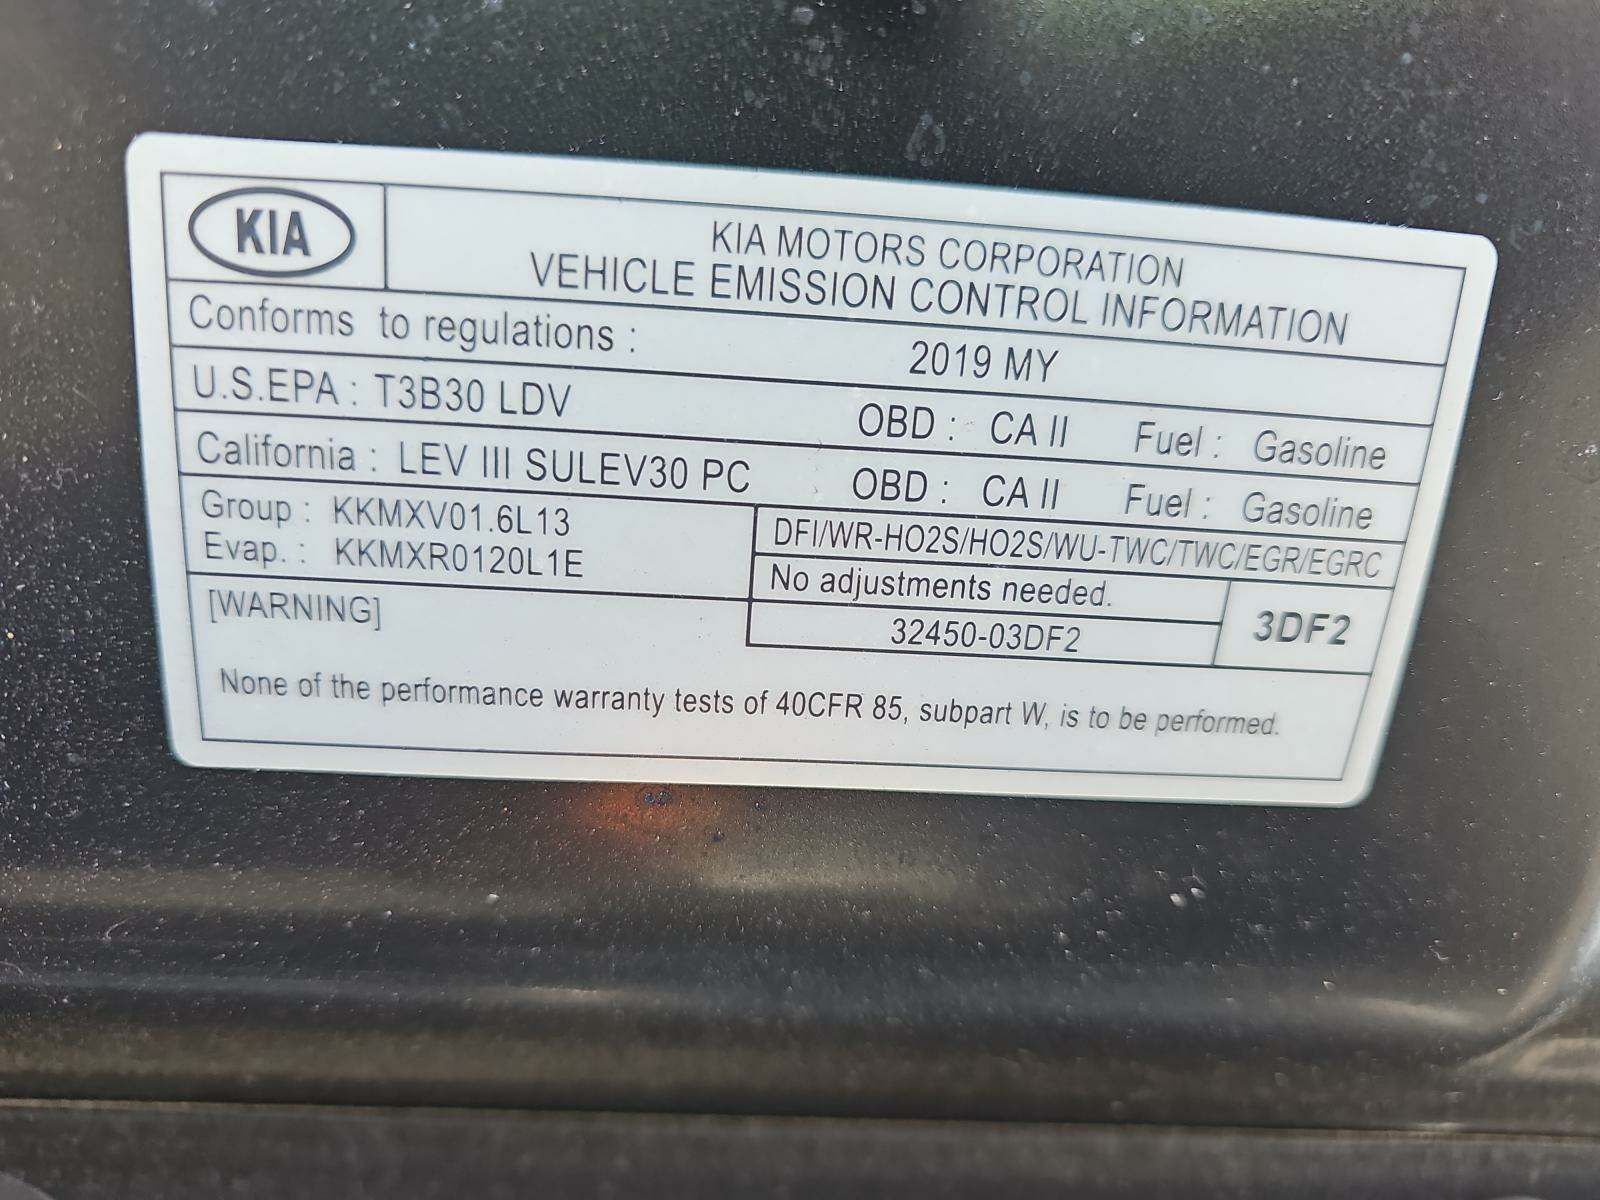 KIA
KIA MOTORS CORPORATION
VEHICLE EMISSION CONTROL INFORMATION
Conforms to regulations : 2019 MY
U.S.EPA : T3B30 LDV OBD : CA II Fuel : Gasoline
California : LEV III SULEV30 PC OBD : CA II Fuel : Gasoline
Group : KKMXV01.6L13
Evap. : KKMXR0120L1E
DFI/WR-HO2S/HO2S/WU-TWC/TWC/EGR/EGRC
No adjustments needed.
32450-03DF2
3DF2
[WARNING]
None of the performance warranty tests of 40CFR 85, subpart W, is to be performed.